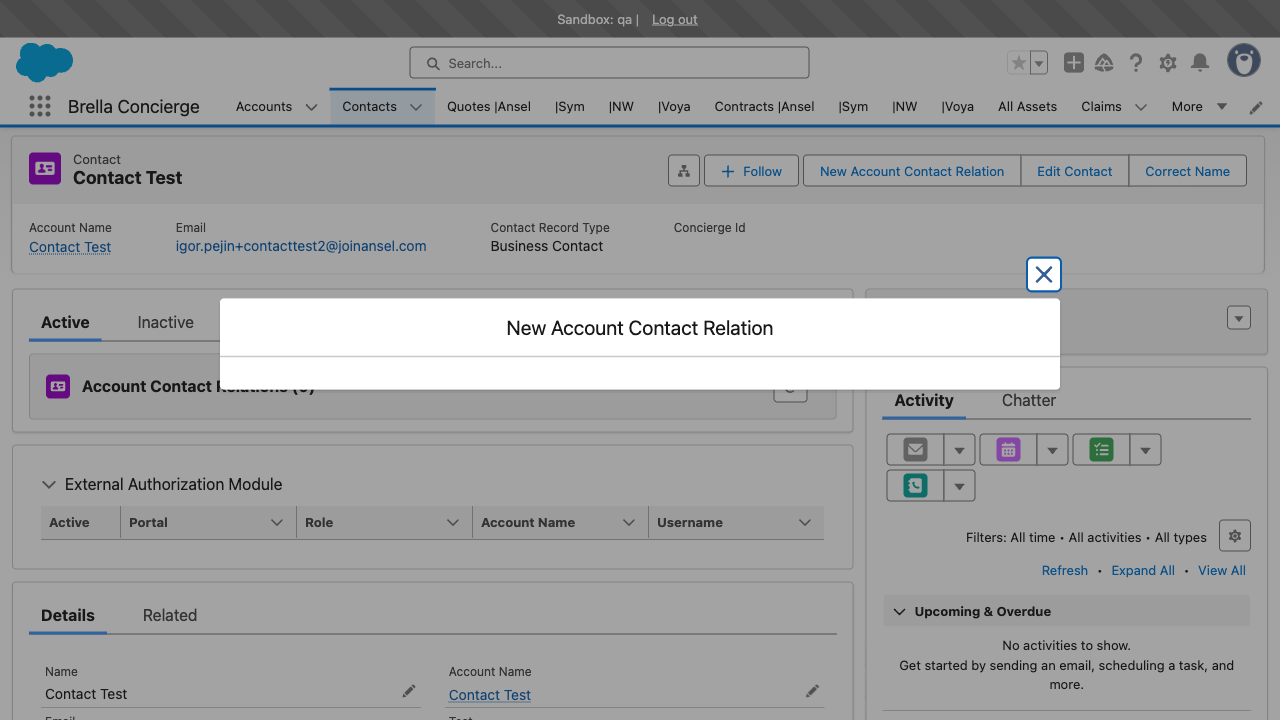 Sandbox: qa | Log out
Search...
Brella Concierge
Accounts
Contacts
Quotes |Ansel
|Sym
|NW
|Voya
Contracts |Ansel
|Sym
|NW
|Voya
All Assets
Claims
More
Contact
Contact Test
Follow
New Account Contact Relation
Edit Contact
Correct Name
Account Name
Contact Test
Email
igor.pejin+contacttest2@joinansel.com
Contact Record Type
Business Contact
Concierge Id
New Account Contact Relation
Active
Inactive
Account Contact Relations (0)
Activity
Chatter
External Authorization Module
Active
Portal
Role
Account Name
Username
Filters: All time • All activities • All types
Refresh • Expand All • View All
Upcoming & Overdue
No activities to show.
Get started by sending an email, scheduling a task, and
more.
Details
Related
Name
Contact Test
Account Name
Contact Test